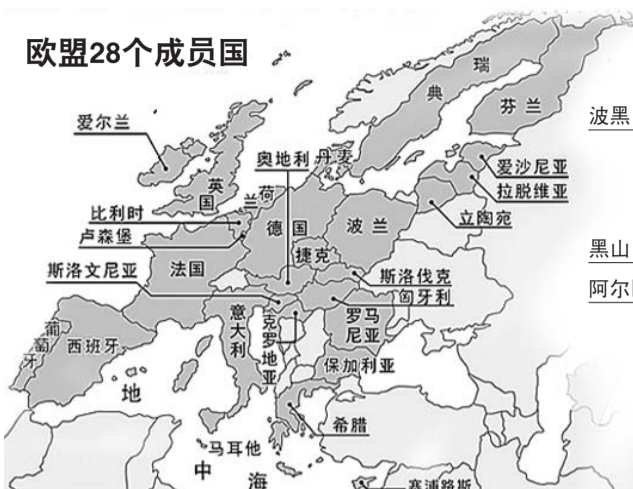 欧盟28个成员国
瑞典
芬兰
波黑
爱尔兰
奥地利
丹麦
爱沙尼亚
拉脱维亚
英国
荷兰
立陶宛
比利时
卢森堡
德国
波兰
捷克
黑山
斯洛文尼亚
法国
斯洛伐克
匈牙利
阿尔
意大利
克罗地亚
罗马尼亚
葡萄牙
西班牙
保加利亚
地
希腊
马耳他
中海
塞浦路斯